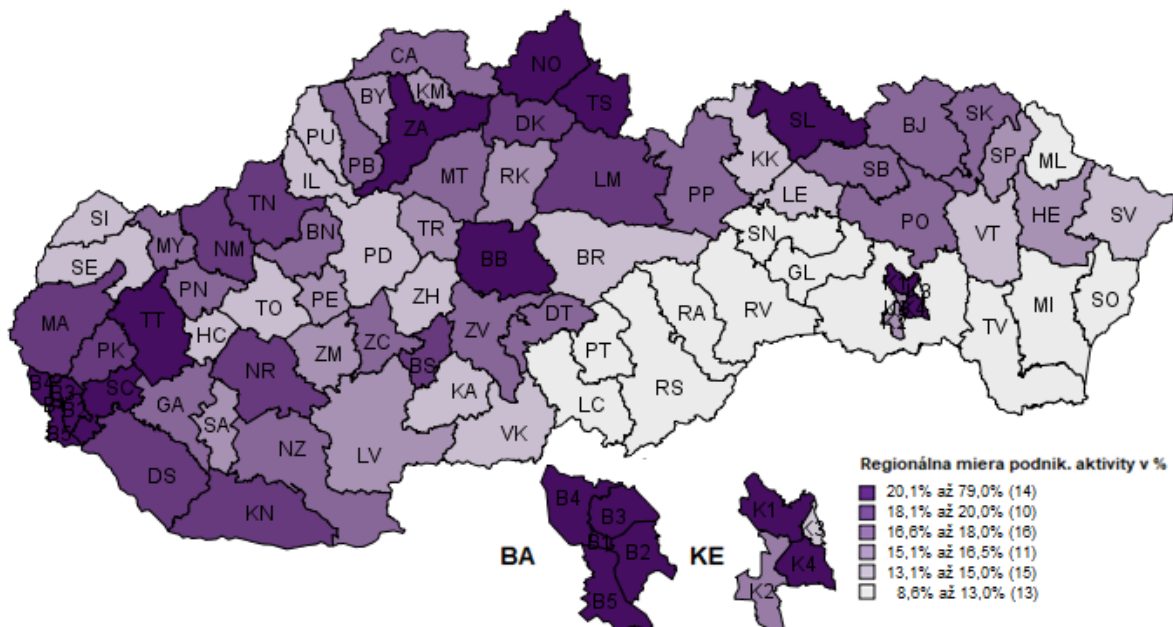 CA
NO
BY
KM
TS
ZA
SL
DK
BJ
SK
PU
PB
KK
SP
ML
IL
MT
RK
LM
PP
SB
LE
TN
SI
BN
TR
PO
HE
SV
MY
NM
SN
VT
PD
BB
BR
SE
GL
PN
PE
ZH
TO
RV
MI
SO
MA
TT
RA
TV
HC
DT
ZV
PK
ZM
ZC
PT
NR
BS
B4
SC
B3
B2
RS
KA
GA
LC
SA
B5
VK
NZ
LV
DS
KN
K4
BA
B4
B3
B1
B2
B5
KE
K1
K3
K4
K2
Regionálna miera podnik. aktivity v %
20,1% až 79,0% (14)
18,1% až 20,0% (10)
16,6% až 18,0% (16)
15,1% až 16,5% (11)
13,1% až 15,0% (15)
8,6% až 13,0% (13)